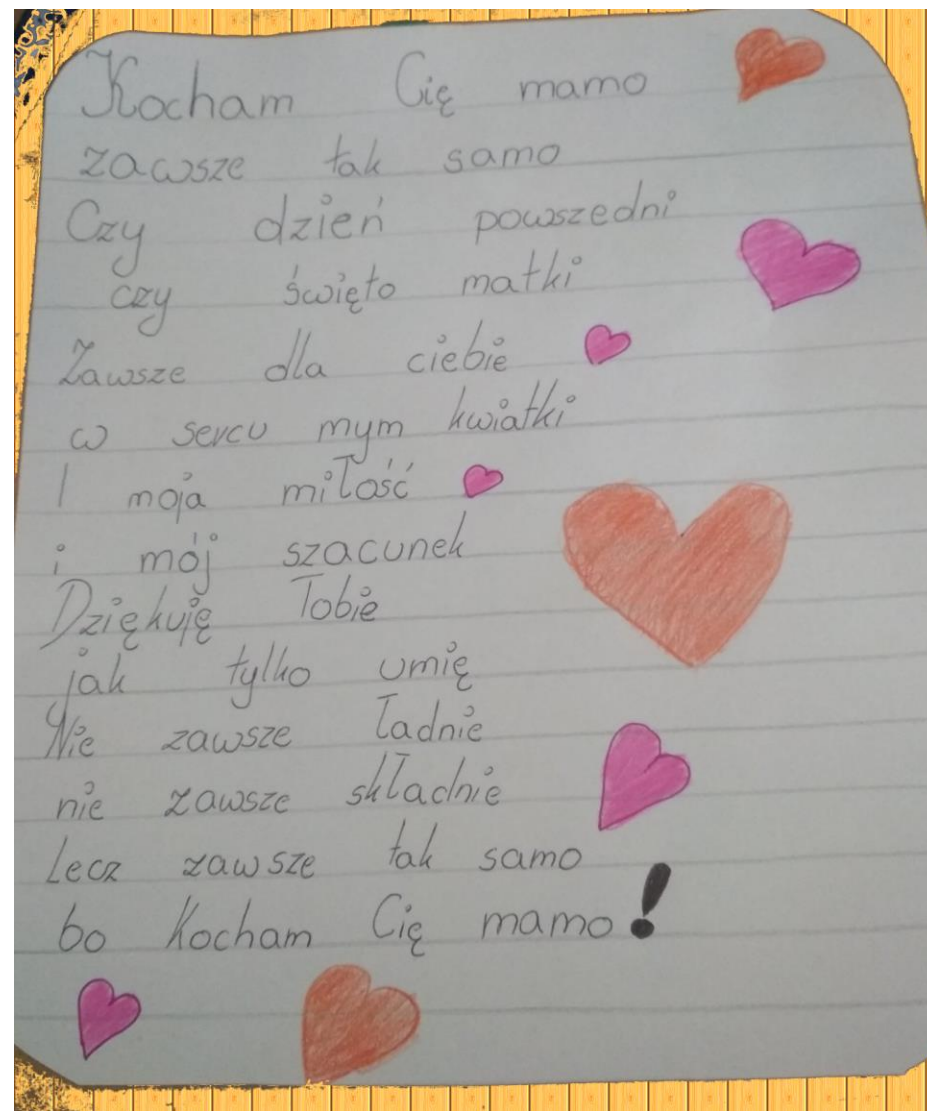 Kocham Cię mamo
zawsze tak samo
Czy dzień powszedni
czy święto matki
Zawsze dla ciebie
w sercu mym kwiatki
I moja miłość
i mój szacunek
Dziękuję Tobie
jak tylko umię
Nie zawsze ładnie
nie zawsze składnie
Lecz zawsze tak samo
bo Kocham Cię mamo!